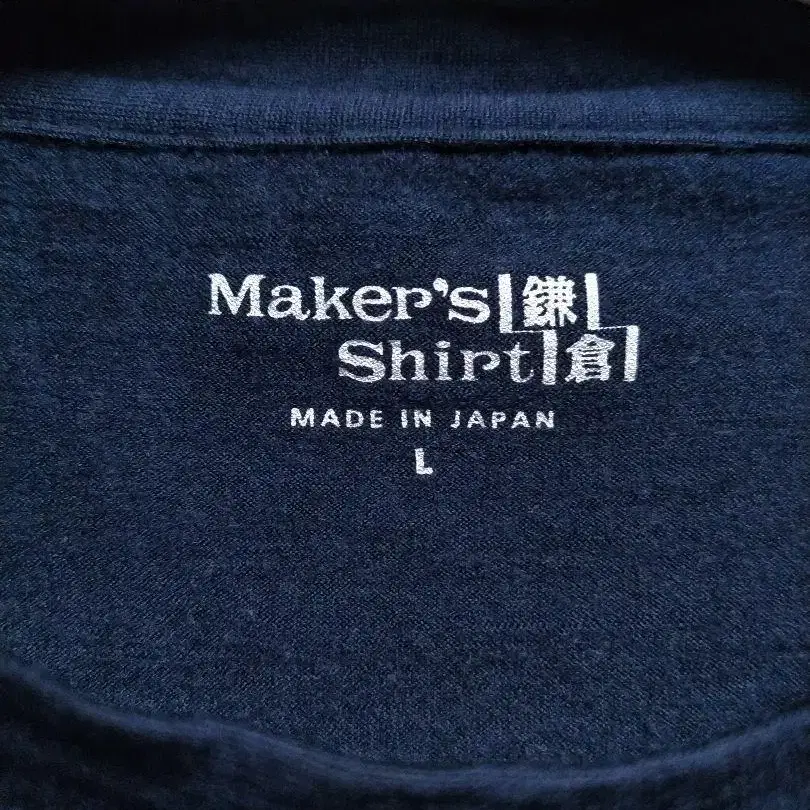 Maker's 鎌
Shirt 倉
MADE IN JAPAN
L